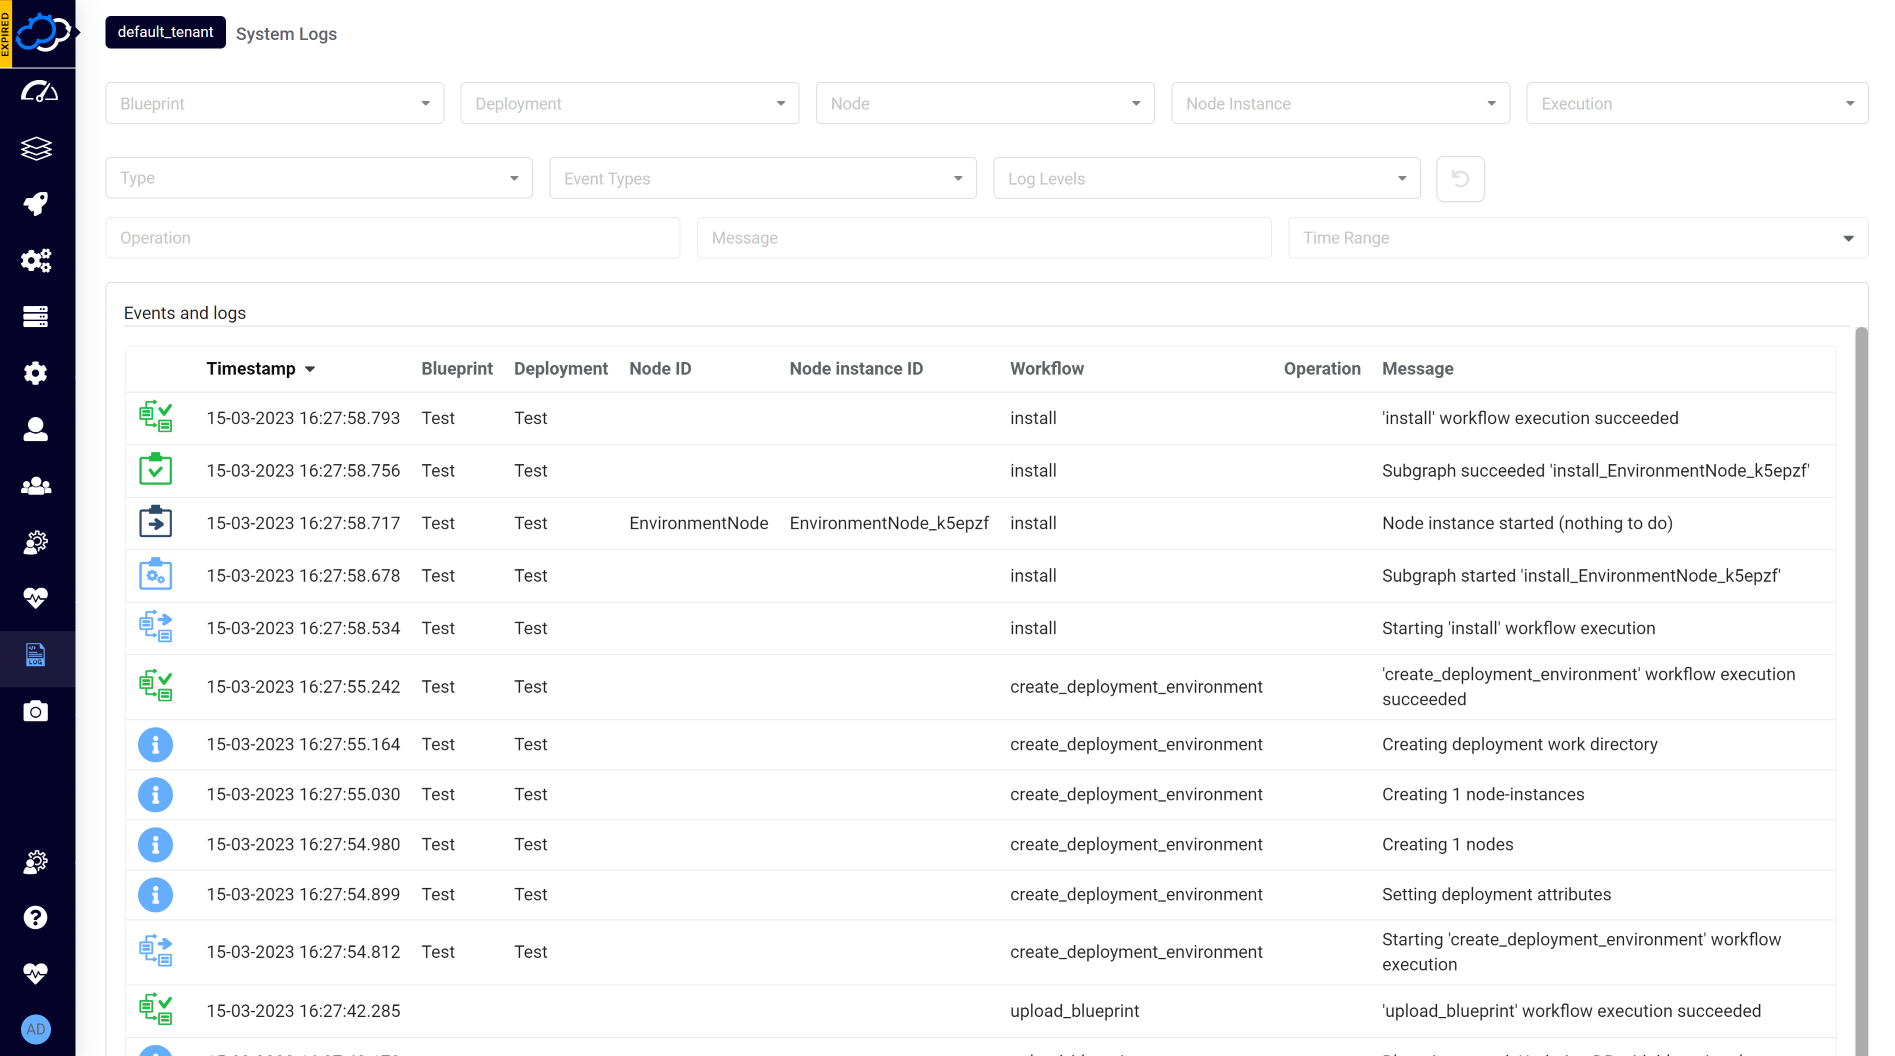 EXPIRED
default_tenant System Logs
Blueprint Deployment Node Node Instance Execution
Type Event Types Log Levels
Operation Message Time Range
Events and logs
Timestamp Blueprint Deployment Node ID Node instance ID Workflow Operation Message
15-03-2023 16:27:58.793 Test Test install 'install' workflow execution succeeded
15-03-2023 16:27:58.756 Test Test install Subgraph succeeded 'install_EnvironmentNode_k5epzf'
15-03-2023 16:27:58.717 Test Test EnvironmentNode EnvironmentNode_k5epzf install Node instance started (nothing to do)
15-03-2023 16:27:58.678 Test Test install Subgraph started 'install_EnvironmentNode_k5epzf'
15-03-2023 16:27:58.534 Test Test install Starting 'install' workflow execution
15-03-2023 16:27:55.242 Test Test create_deployment_environment 'create_deployment_environment' workflow execution
succeeded
15-03-2023 16:27:55.164 Test Test create_deployment_environment Creating deployment work directory
15-03-2023 16:27:55.030 Test Test create_deployment_environment Creating 1 node-instances
15-03-2023 16:27:54.980 Test Test create_deployment_environment Creating 1 nodes
15-03-2023 16:27:54.899 Test Test create_deployment_environment Setting deployment attributes
15-03-2023 16:27:54.812 Test Test create_deployment_environment Starting 'create_deployment_environment' workflow
execution
15-03-2023 16:27:42.285 upload_blueprint 'upload_blueprint' workflow execution succeeded
LOG
AD